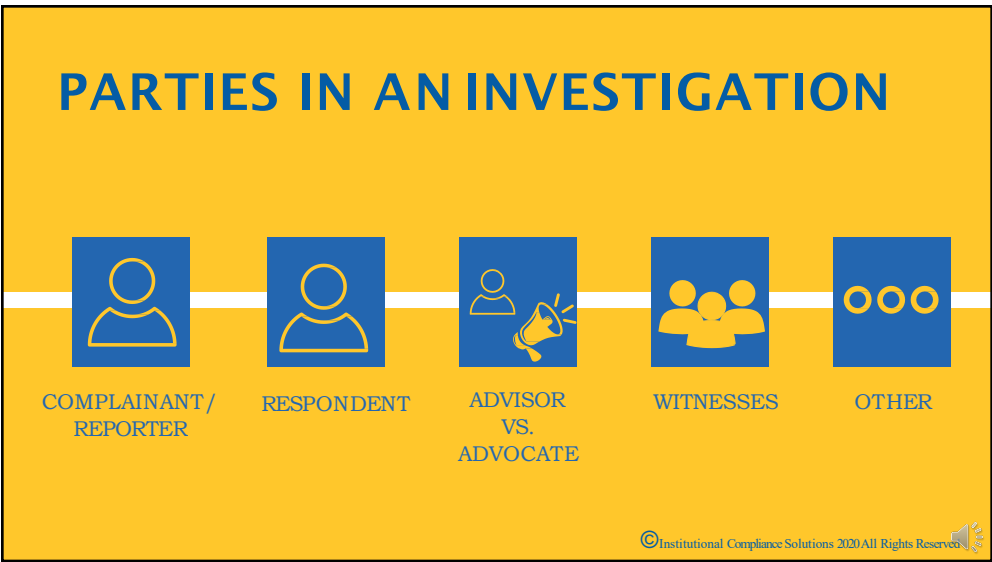 PARTIES IN AN INVESTIGATION
COMPLAINANT/
REPORTER
RESPONDENT
ADVISOR
VS.
ADVOCATE
WITNESSES
OTHER
©Institutional Compliance Solutions 2020 All Rights Reserved